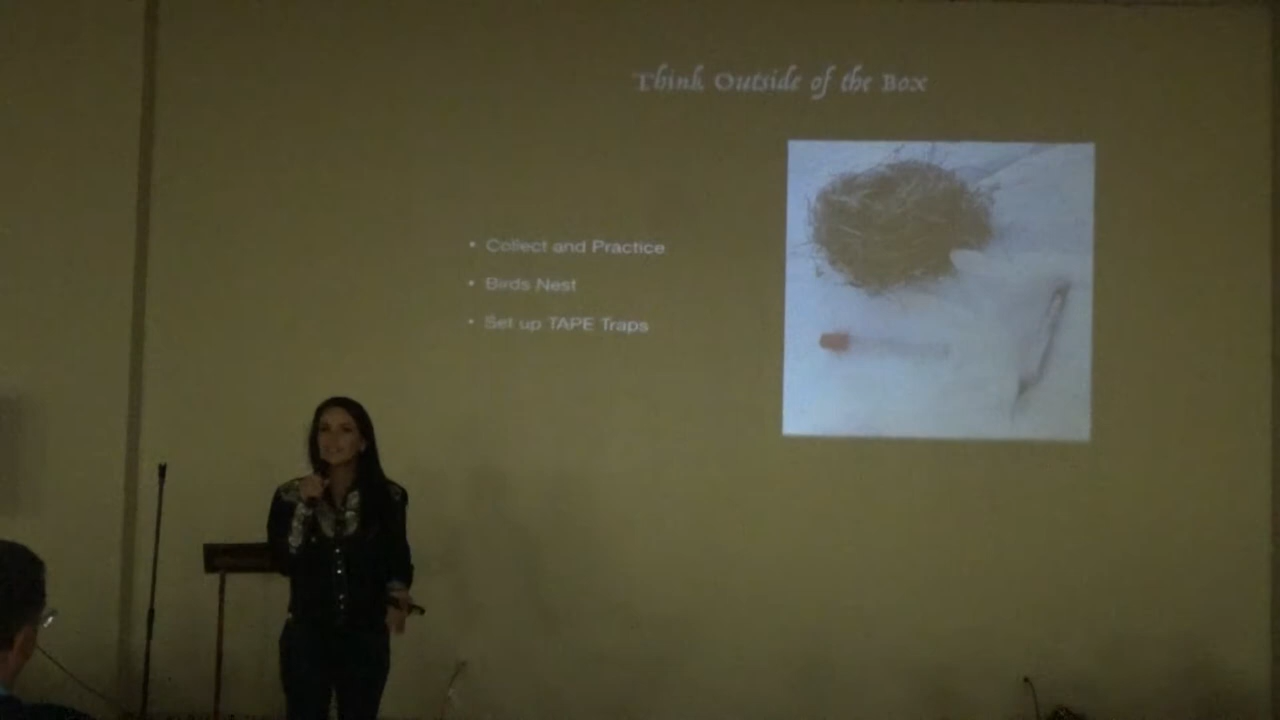 Think Outside of the Box
• Collect and Practice
• Birds Nest
• Set up TAPE Traps